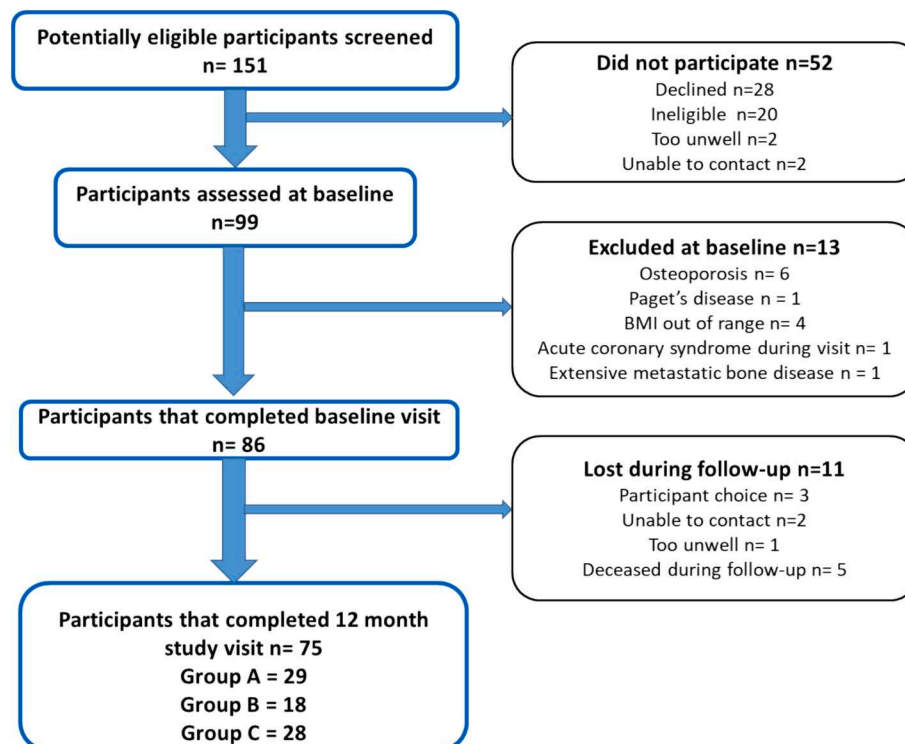 Potentially eligible participants screened
n= 151
Did not participate n=52
Declined n=28
Ineligible n=20
Too unwell n=2
Unable to contact n=2
Participants assessed at baseline
n=99
Excluded at baseline n=13
Osteoporosis n= 6
Paget's disease n = 1
BMI out of range n= 4
Acute coronary syndrome during visit n= 1
Extensive metastatic bone disease n = 1
Participants that completed baseline visit
n= 86
Lost during follow-up n=11
Participant choice n= 3
Unable to contact n=2
Too unwell n= 1
Deceased during follow-up n= 5
Participants that completed 12 month
study visit n= 75
Group A = 29
Group B = 18
Group C = 28